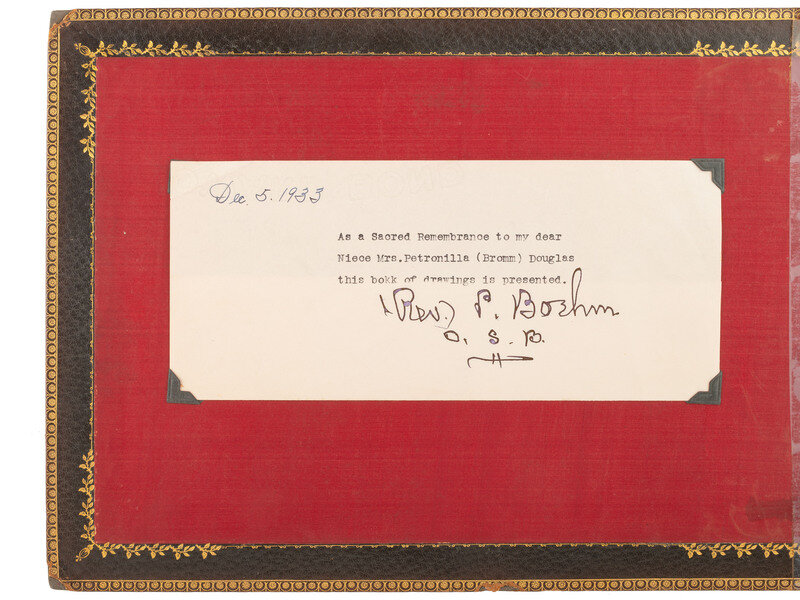 Dec 5. 1933
As a Sacred Remembrance to my dear
Niece Mrs.Petronilla (Bromm) Douglas
this bokk of drawings is presented.
(Rev.) P. Boehm
O. S. B.